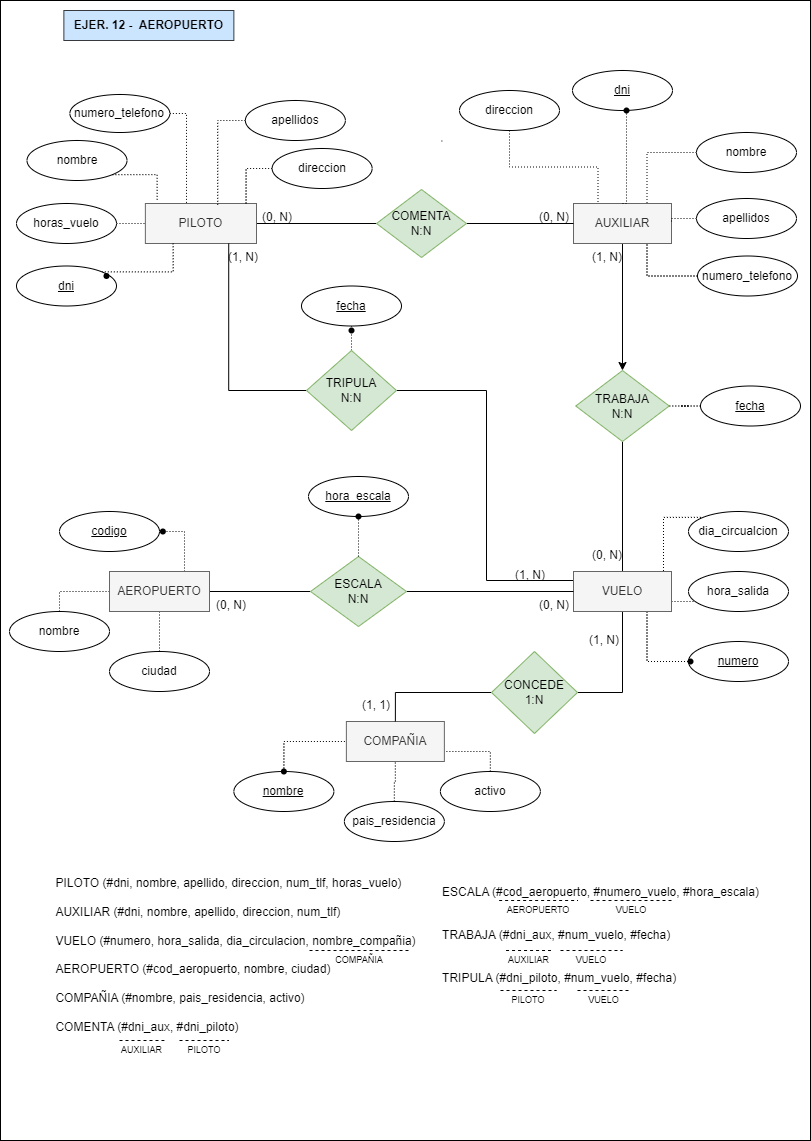 EJER. 12 - AEROPUERTO
dni
numero_telefono
apellidos
direccion
nombre
nombre
direccion
horas_vuelo
PILOTO
(0, N)
COMENTA
N:N
(0, N)
AUXILIAR
apellidos
(1, N)
(1, N)
dni
numero_telefono
fecha
TRIPULA
N:N
TRABAJA
N:N
fecha
hora_escala
codigo
dia_circualcion
(0, N)
(1, N)
AEROPUERTO
ESCALA
N:N
VUELO
hora_salida
(0, N)
(0, N)
nombre
(1, N)
ciudad
numero
CONCEDE
1:N
(1, 1)
COMPAÑIA
nombre
activo
pais_residencia
PILOTO (#dni, nombre, apellido, direccion, num_tlf, horas_vuelo)
AUXILIAR (#dni, nombre, apellido, direccion, num_tlf)
VUELO (#numero, hora_salida, dia_circulacion, nombre_compañia)
COMPAÑIA
AEROPUERTO (#cod_aeropuerto, nombre, ciudad)
COMPAÑIA (#nombre, pais_residencia, activo)
COMENTA (#dni_aux, #dni_piloto)
AUXILIAR PILOTO
ESCALA (#cod_aeropuerto, #numero_vuelo, #hora_escala)
AEROPUERTO VUELO
TRABAJA (#dni_aux, #num_vuelo, #fecha)
AUXILIAR VUELO
TRIPULA (#dni_piloto, #num_vuelo, #fecha)
PILOTO VUELO